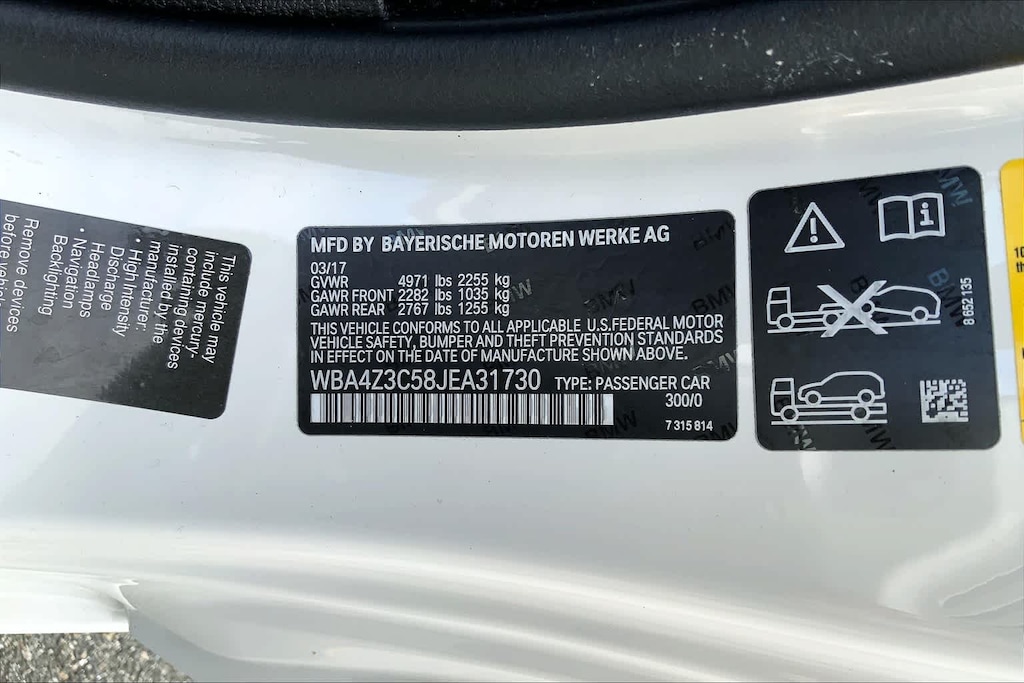 This vehicle may
include mercury-
containing devices
installed by the
manufacturer:
• High Intensity
Discharge
Headlamps
• Navigation
Backlighting
Remove devices
before vehicle
MFD BY BAYERISCHE MOTOREN WERKE AG
03/17
GVWR 4971 lbs 2255 kg
GAWR FRONT 2282 lbs 1035 kg
GAWR REAR 2767 lbs 1255 kg
THIS VEHICLE CONFORMS TO ALL APPLICABLE U.S.FEDERAL MOTOR
VEHICLE SAFETY, BUMPER AND THEFT PREVENTION STANDARDS
IN EFFECT ON THE DATE OF MANUFACTURE SHOWN ABOVE.
WBA4Z3C58JEA31730 TYPE: PASSENGER CAR
300/0
7 315 814
BMW
8 652 135
10